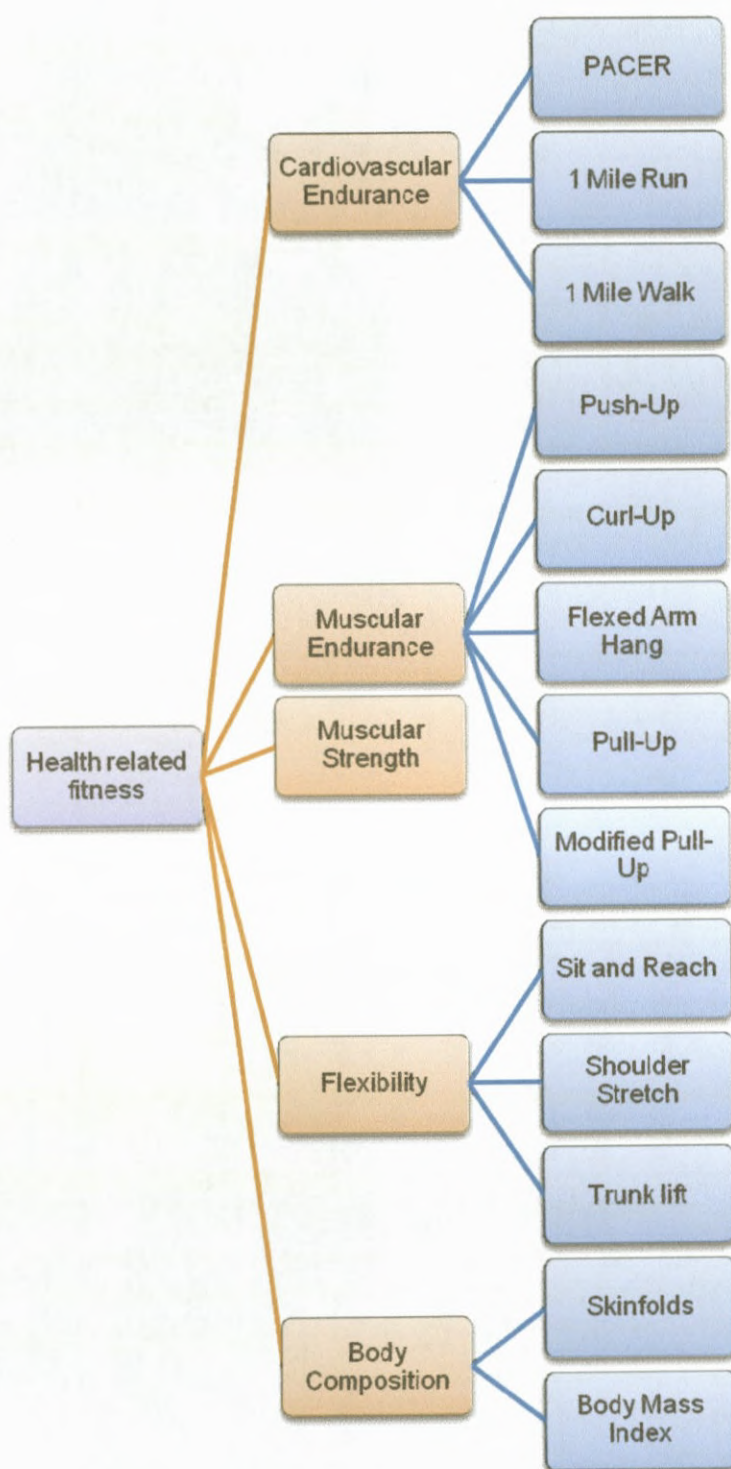 Health related
fitness
Cardiovascular
Endurance
PACER
1 Mile Run
1 Mile Walk
Muscular
Endurance
Push-Up
Curl-Up
Flexed Arm
Hang
Pull-Up
Modified Pull-
Up
Muscular
Strength
Flexibility
Sit and Reach
Shoulder
Stretch
Trunk lift
Body
Composition
Skinfolds
Body Mass
Index